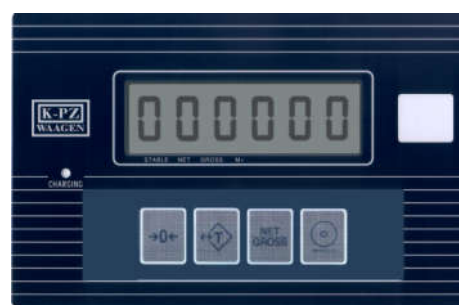 K-PZ
WAAGEN
000000
STABLE NET GROSS M+
CHARGING
→0←
T
NET
GROSS